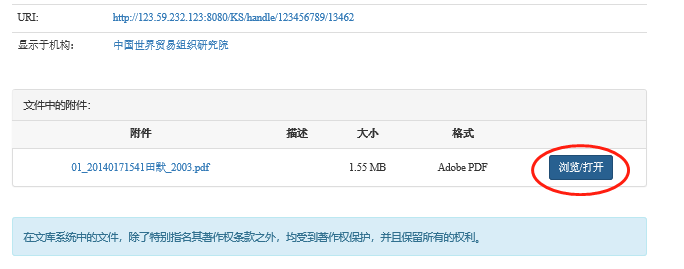 URI: http://123.59.232.123:8080/KS/handle/123456789/13462
显示于机构: 中国世界贸易组织研究院
文件中的附件:
附件 描述 大小 格式
01_20140171541田默_2003.pdf 1.55 MB Adobe PDF 浏览/打开
在文库系统中的文件，除了特别指名其著作权条款之外，均受到著作权保护，并且保留所有的权利。